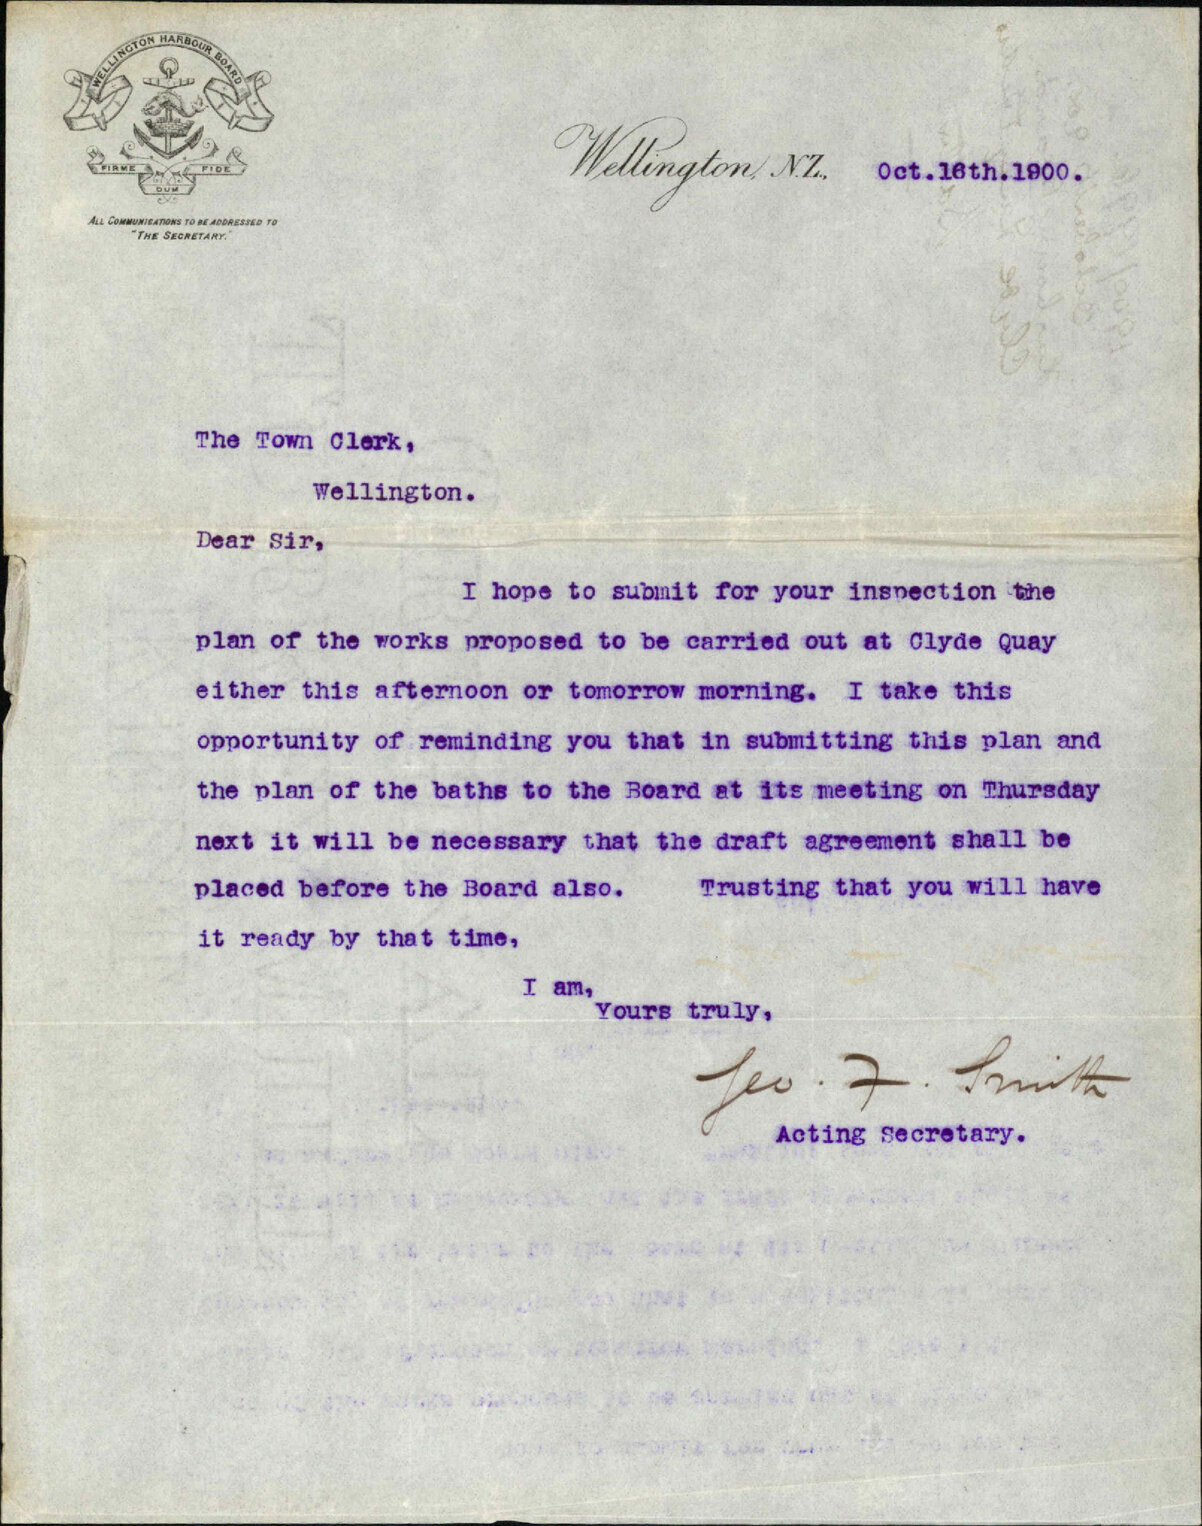 WELLINGTON HARBOUR BOARD
FIRME DUM FIDE
ALL COMMUNICATIONS TO BE ADDRESSED TO
"THE SECRETARY."
Wellington, N.Z., Oct.16th.1900.
The Town Clerk,
Wellington.
Dear Sir,
I hope to submit for your inspection the
plan of the works proposed to be carried out at Clyde Quay
either this afternoon or tomorrow morning. I take this
opportunity of reminding you that in submitting this plan and
the plan of the baths to the Board at its meeting on Thursday
next it will be necessary that the draft agreement shall be
placed before the Board also. Trusting that you will have
it ready by that time,
I am,
Yours truly,
Geo. F. Smith
Acting Secretary.